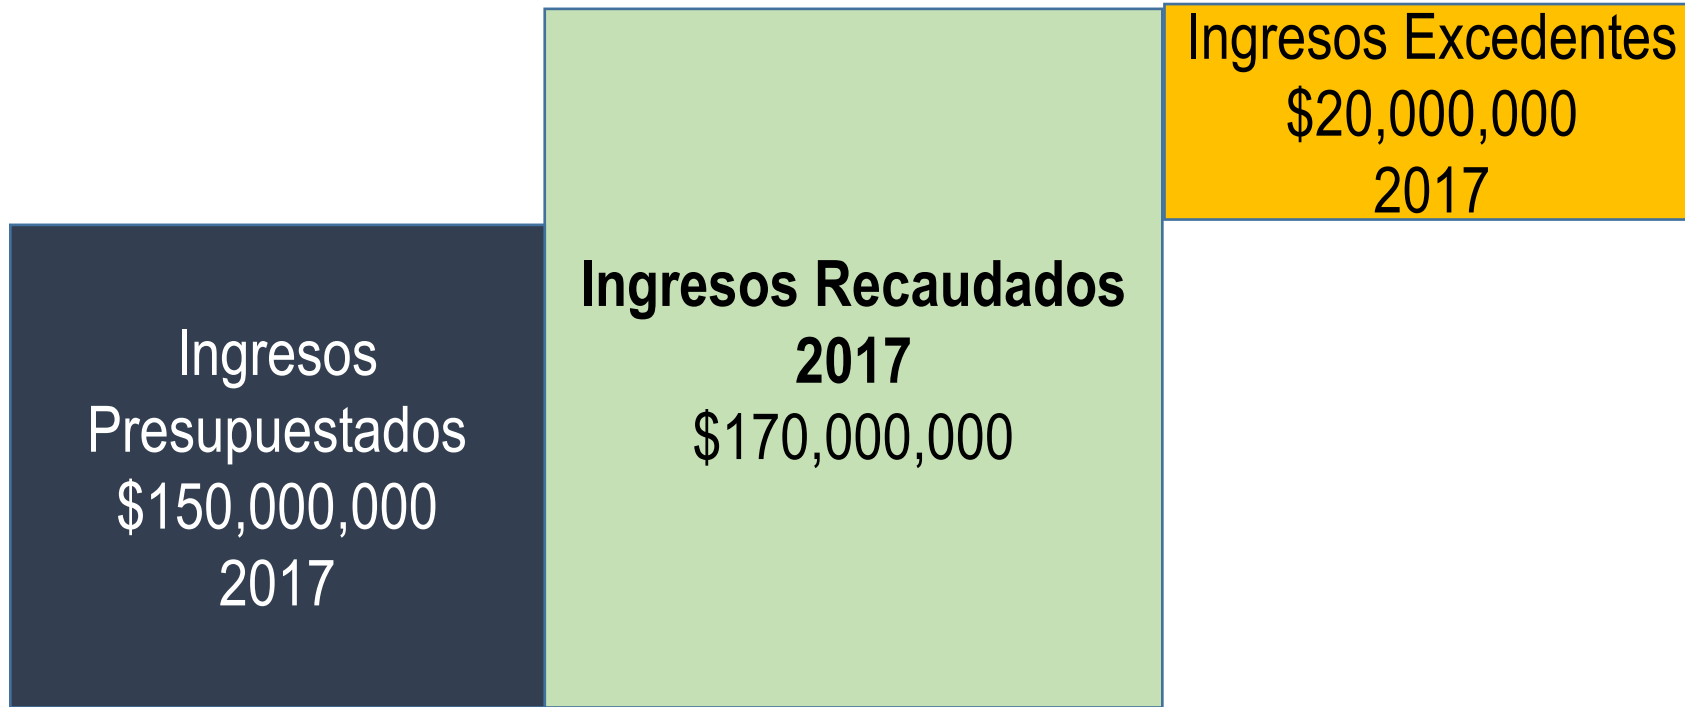 Ingresos
Presupuestados
$150,000,000
2017
Ingresos Recaudados
2017
$170,000,000
Ingresos Excedentes
$20,000,000
2017